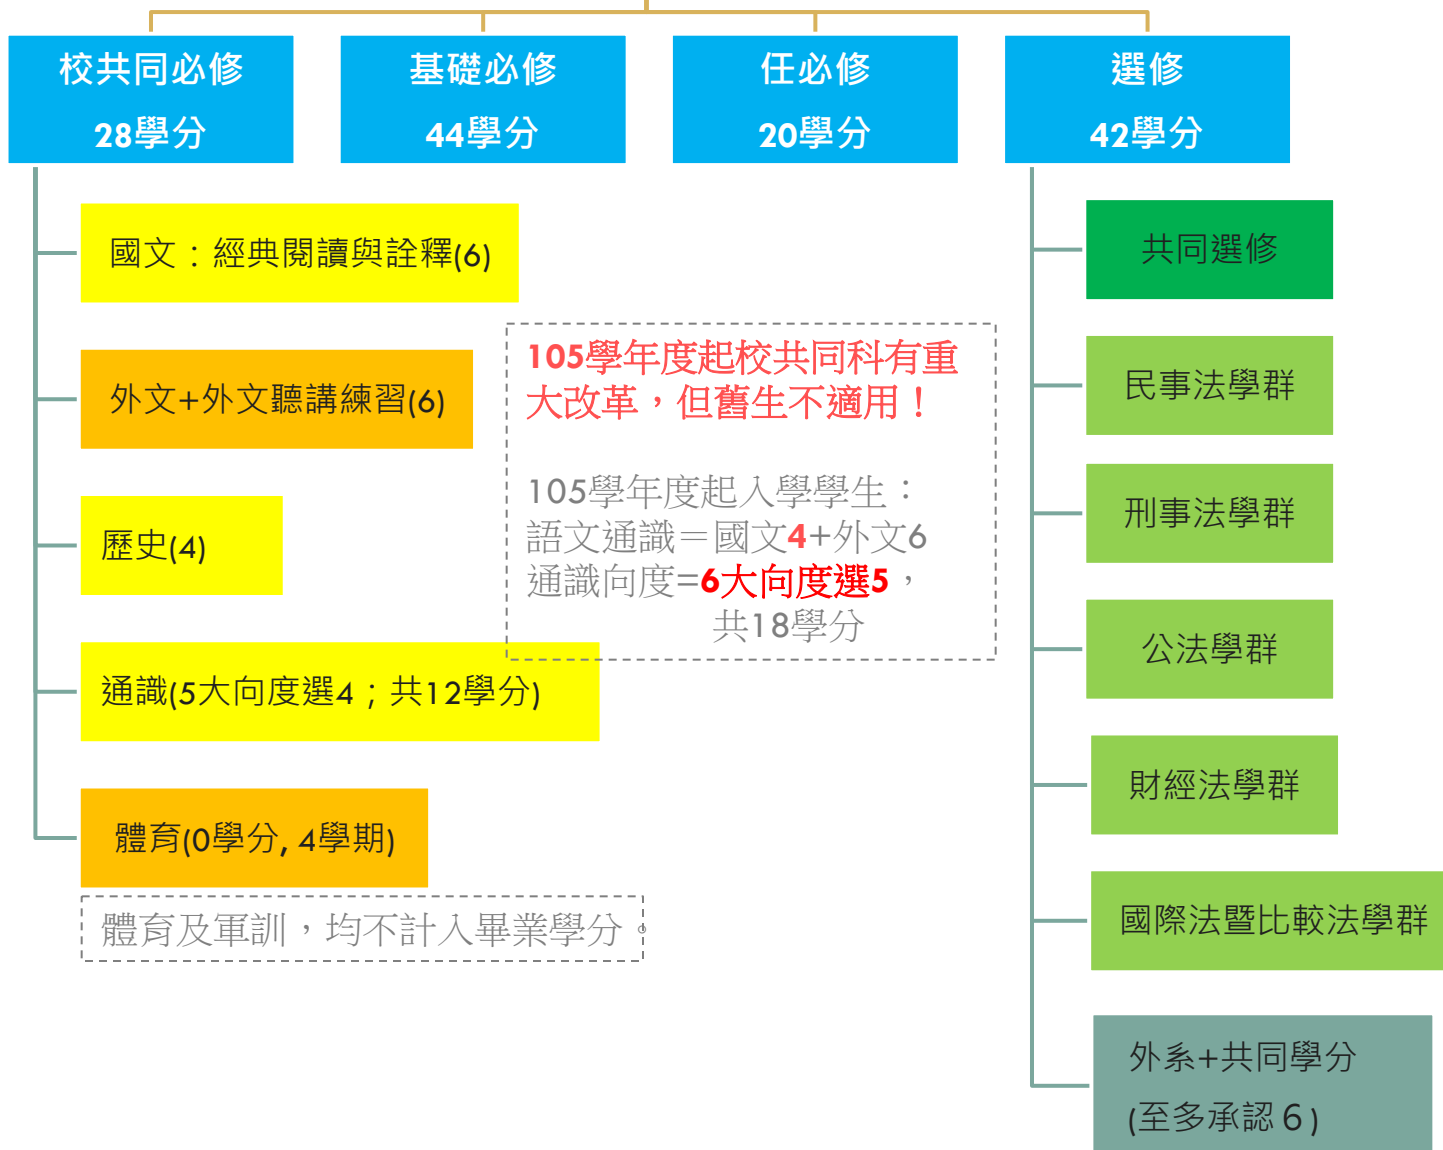 校共同必修
28學分
基礎必修
44學分
任必修
20學分
選修
42學分
國文：經典閱讀與詮釋(6)
外文+外文聽講練習(6)
歷史(4)
通識(5大向度選4；共12學分)
體育(0學分, 4學期)
體育及軍訓，均不計入畢業學分。
105學年度起校共同科有重
大改革，但舊生不適用！
105學年度起入學學生：
語文通識＝國文4+外文6
通識向度=6大向度選5，
共18學分
共同選修
民事法學群
刑事法學群
公法學群
財經法學群
國際法暨比較法學群
外系+共同學分
(至多承認６)